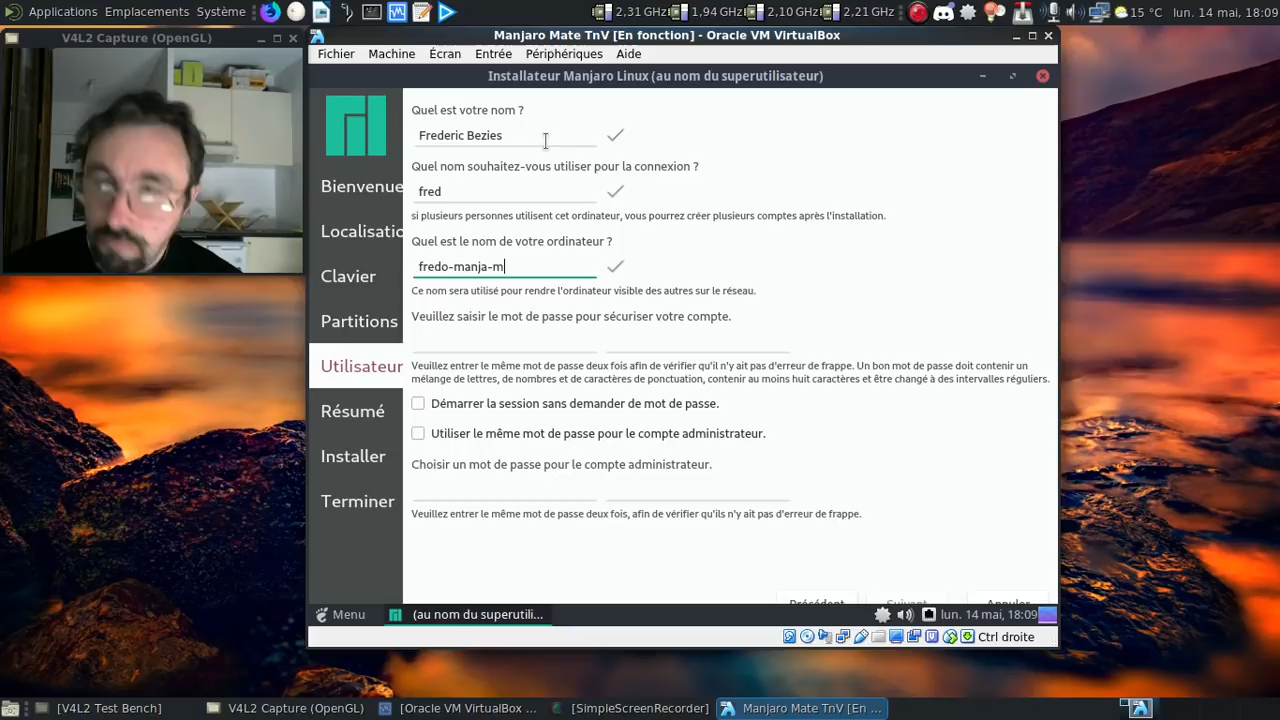 Applications Emplacements Système
2,31 GHz 1,94 GHz 2,10 GHz 2,21 GHz
15 °C lun. 14 mai, 18:09
V4L2 Capture (OpenGL)
Manjaro Mate TnV [En fonction] - Oracle VM VirtualBox
Fichier Machine Écran Entrée Périphériques Aide
Installateur Manjaro Linux (au nom du superutilisateur)
Bienvenue
Localisatio
Clavier
Partitions
Utilisateur
Résumé
Installer
Terminer
Quel est votre nom ?
Frederic Bezies
Quel nom souhaitez-vous utiliser pour la connexion ?
fred
si plusieurs personnes utilisent cet ordinateur, vous pourrez créer plusieurs comptes après l'installation.
Quel est le nom de votre ordinateur ?
fredo-manja-m
Ce nom sera utilisé pour rendre l'ordinateur visible des autres sur le réseau.
Veuillez saisir le mot de passe pour sécuriser votre compte.
Veuillez entrer le même mot de passe deux fois afin de vérifier qu'il n'y ait pas d'erreur de frappe. Un bon mot de passe doit contenir un
mélange de lettres, de nombres et de caractères de ponctuation, contenir au moins huit caractères et être changé à des intervalles réguliers.
Démarrer la session sans demander de mot de passe.
Utiliser le même mot de passe pour le compte administrateur.
Choisir un mot de passe pour le compte administrateur.
Veuillez entrer le même mot de passe deux fois, afin de vérifier qu'ils n'y ait pas d'erreur de frappe.
Précédent Suivant Annuler
Menu (au nom du superutili... lun. 14 mai, 18:09
Ctrl droite
[V4L2 Test Bench] V4L2 Capture (OpenGL) [Oracle VM VirtualBox ... [SimpleScreenRecorder] Manjaro Mate TnV [En ...